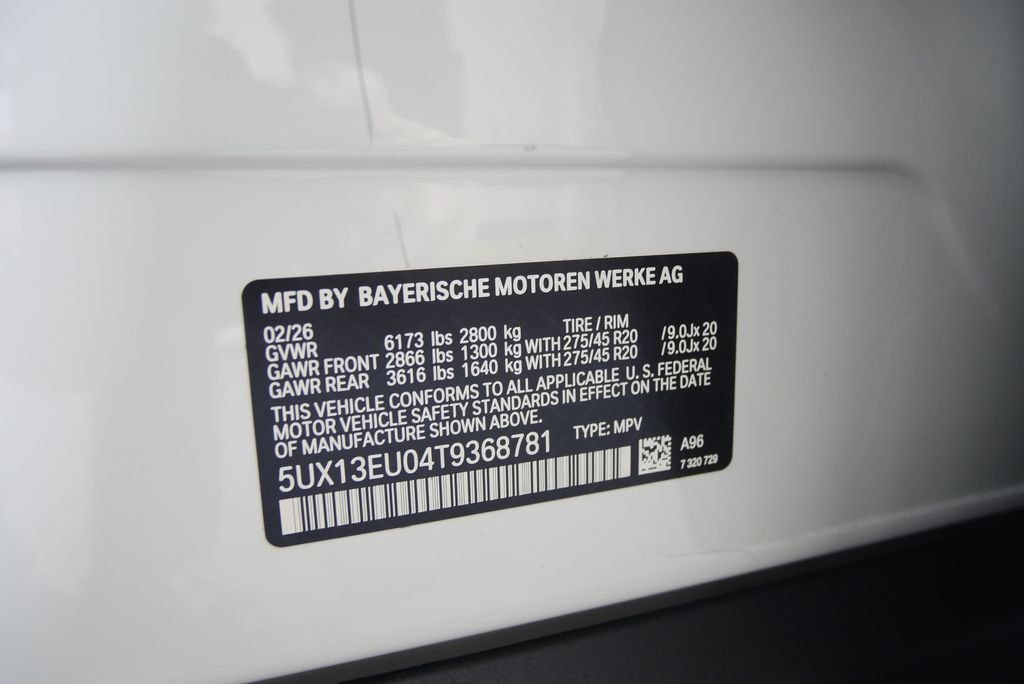 MFD BY BAYERISCHE MOTOREN WERKE AG
02/26 TIRE / RIM
GVWR 6173 lbs 2800 kg
GAWR FRONT 2866 lbs 1300 kg WITH 275/45 R20 /9.0Jx 20
GAWR REAR 3616 lbs 1640 kg WITH 275/45 R20 /9.0Jx 20
THIS VEHICLE CONFORMS TO ALL APPLICABLE U.S. FEDERAL
MOTOR VEHICLE SAFETY STANDARDS IN EFFECT ON THE DATE
OF MANUFACTURE SHOWN ABOVE.
5UX13EU04T9368781 TYPE: MPV
A96
7 320 729